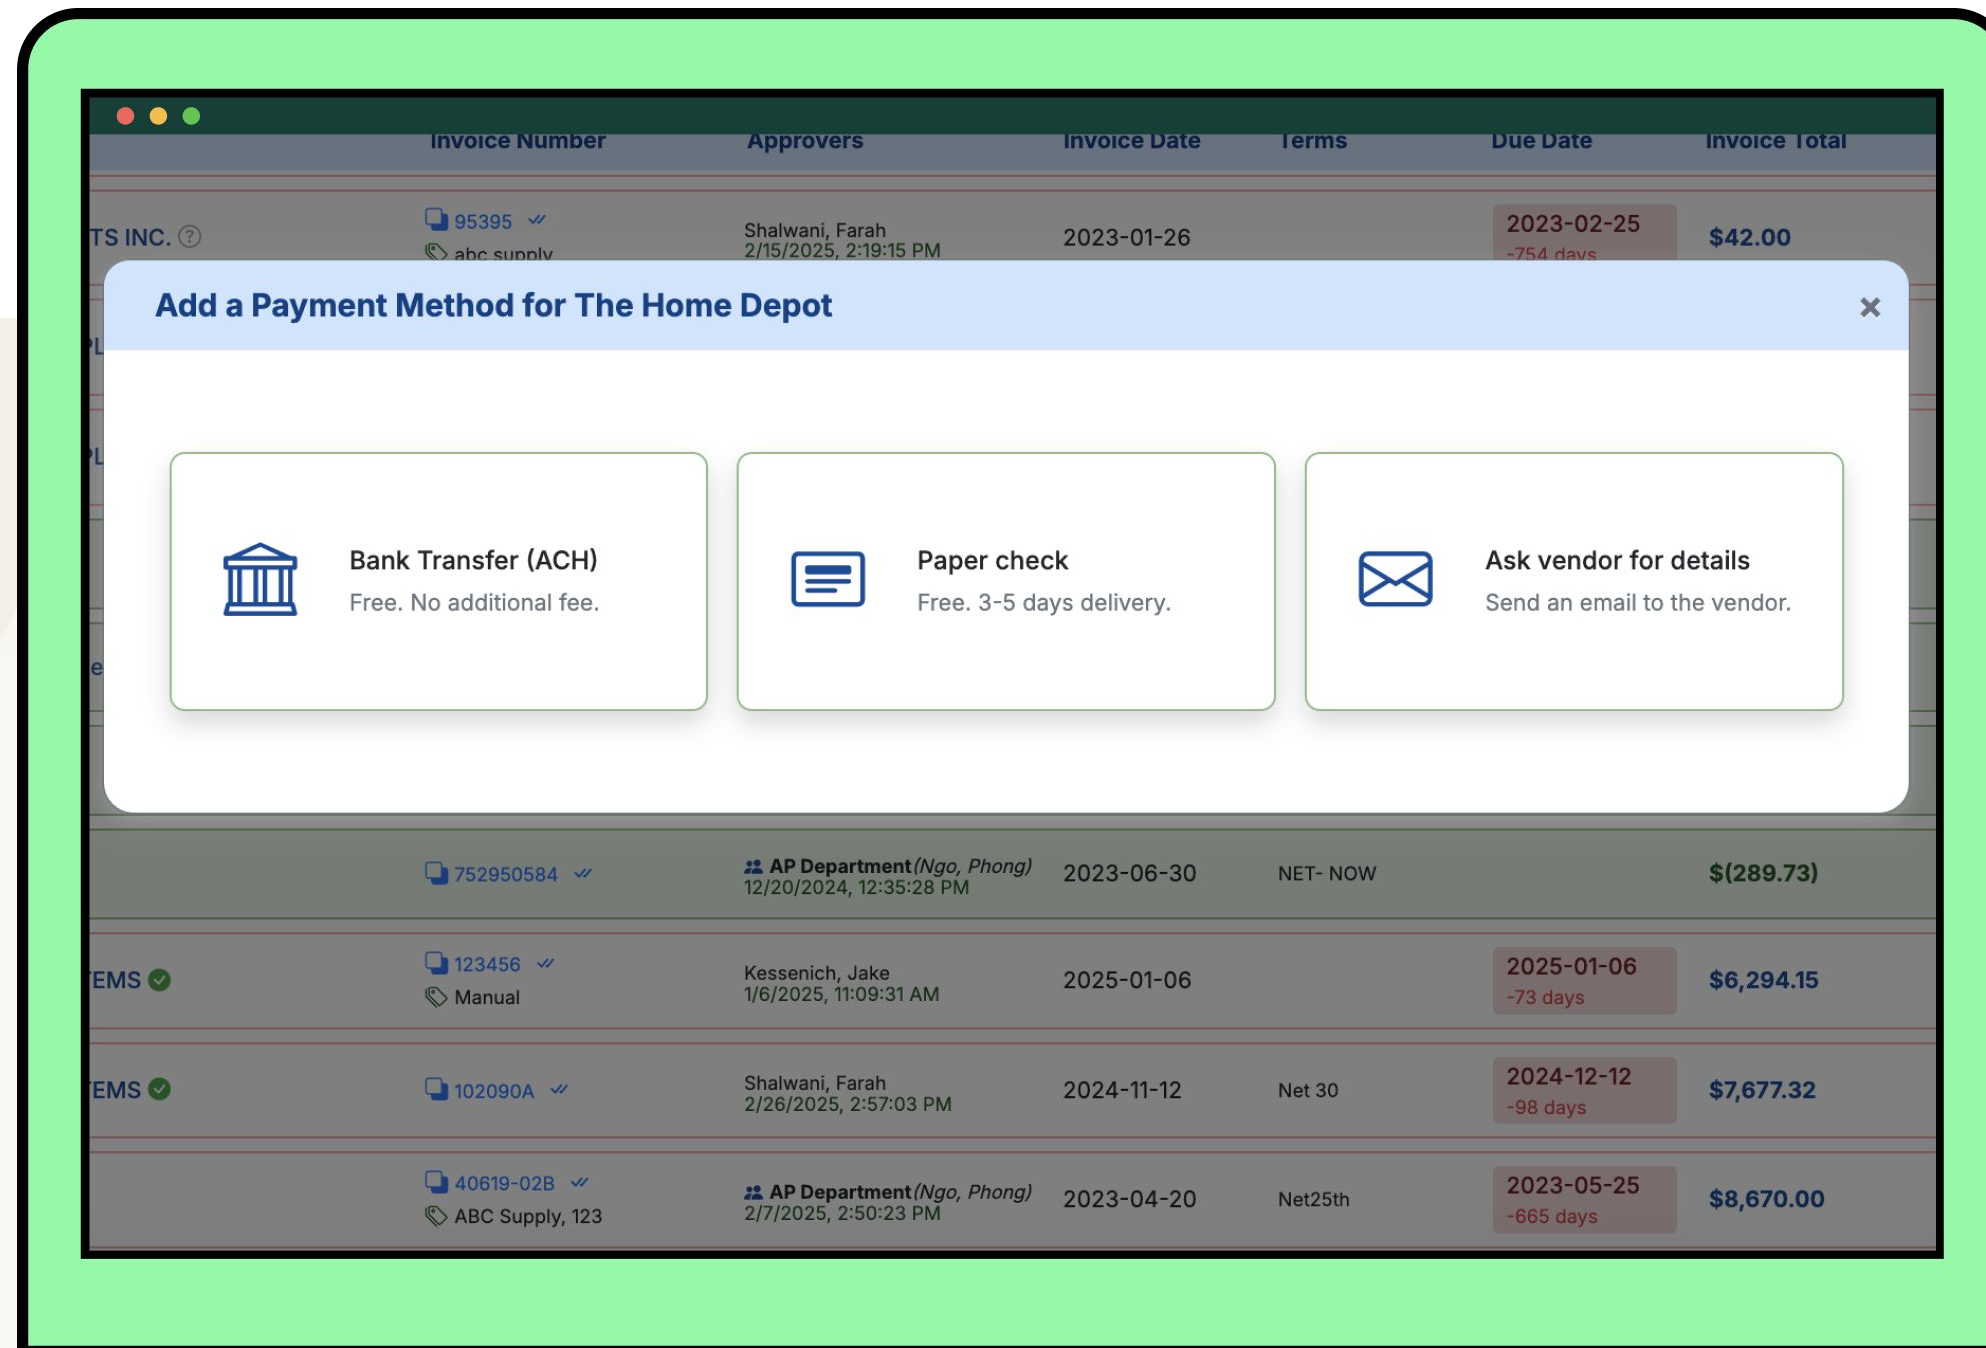 Invoice Number Approvers Invoice Date Terms Due Date Invoice Total
95395 2023-02-25
TS INC. Shalwani, Farah 2023-01-26 $42.00
abc supply 2/15/2025, 2:19:15 PM -754 days
Add a Payment Method for The Home Depot
PL
PL
Bank Transfer (ACH) Paper check Ask vendor for details
Free. No additional fee. Free. 3-5 days delivery. Send an email to the vendor.
e
752950584 AP Department (Ngo, Phong) 2023-06-30 NET- NOW $(289.73)
12/20/2024, 12:35:28 PM
123456 Kessenich, Jake 2025-01-06
EMS 2025-01-06 $6,294.15
Manual 1/6/2025, 11:09:31 AM -73 days
Shalwani, Farah 2024-12-12
EMS 102090A 2024-11-12 Net 30 $7,677.32
2/26/2025, 2:57:03 PM -98 days
40619-02B AP Department (Ngo, Phong) 2023-05-25
2023-04-20 Net25th $8,670.00
ABC Supply, 123 2/7/2025, 2:50:23 PM -665 days